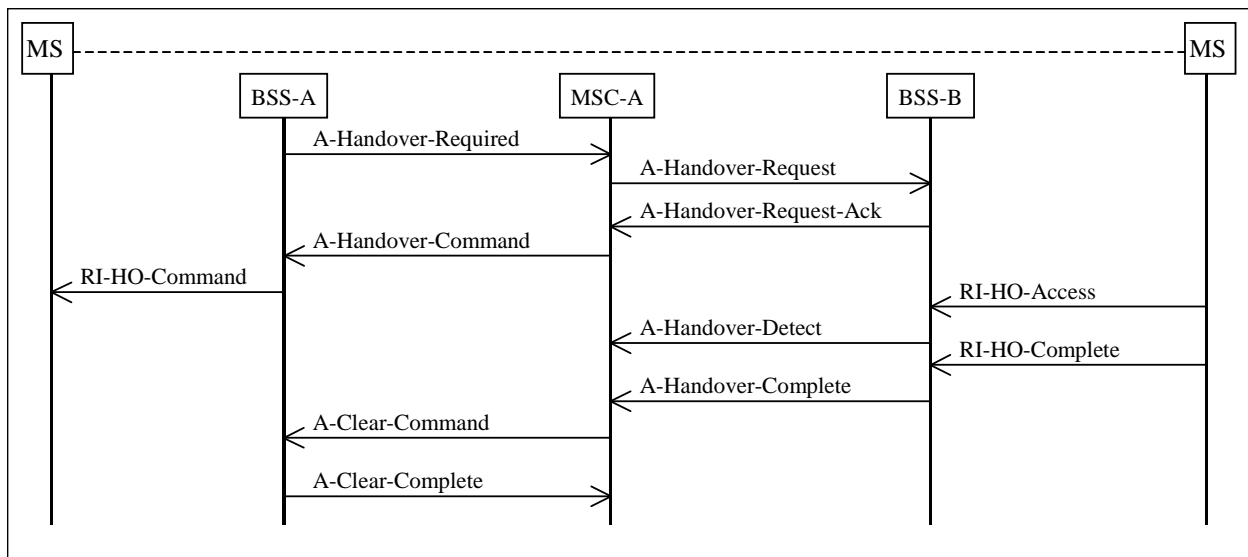 MS
MS
BSS-A
MSC-A
BSS-B
A-Handover-Required
A-Handover-Request
A-Handover-Request-Ack
A-Handover-Command
RI-HO-Command
RI-HO-Access
A-Handover-Detect
RI-HO-Complete
A-Handover-Complete
A-Clear-Command
A-Clear-Complete